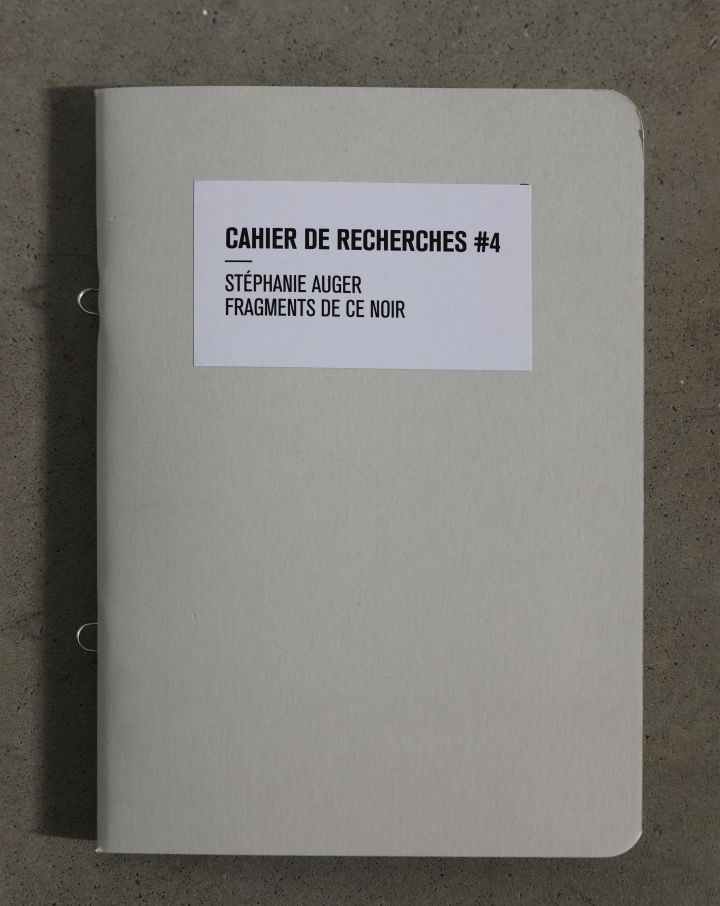 CAHIER DE RECHERCHES #4
STÉPHANIE AUGER
FRAGMENTS DE CE NOIR